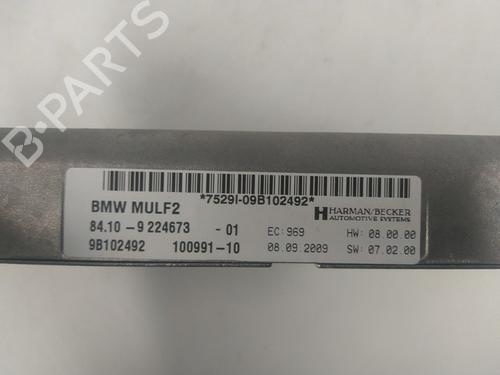 *7529I-09B102492*
BMW MULF2
HARMAN/BECKER
AUTOMOTIVE SYSTEMS
84.10-9 224673 -01 EC: 969 HW: 08.00.00
9B102492 100991-10 08.09.2009 SW: 07.02.00
B-PARTS